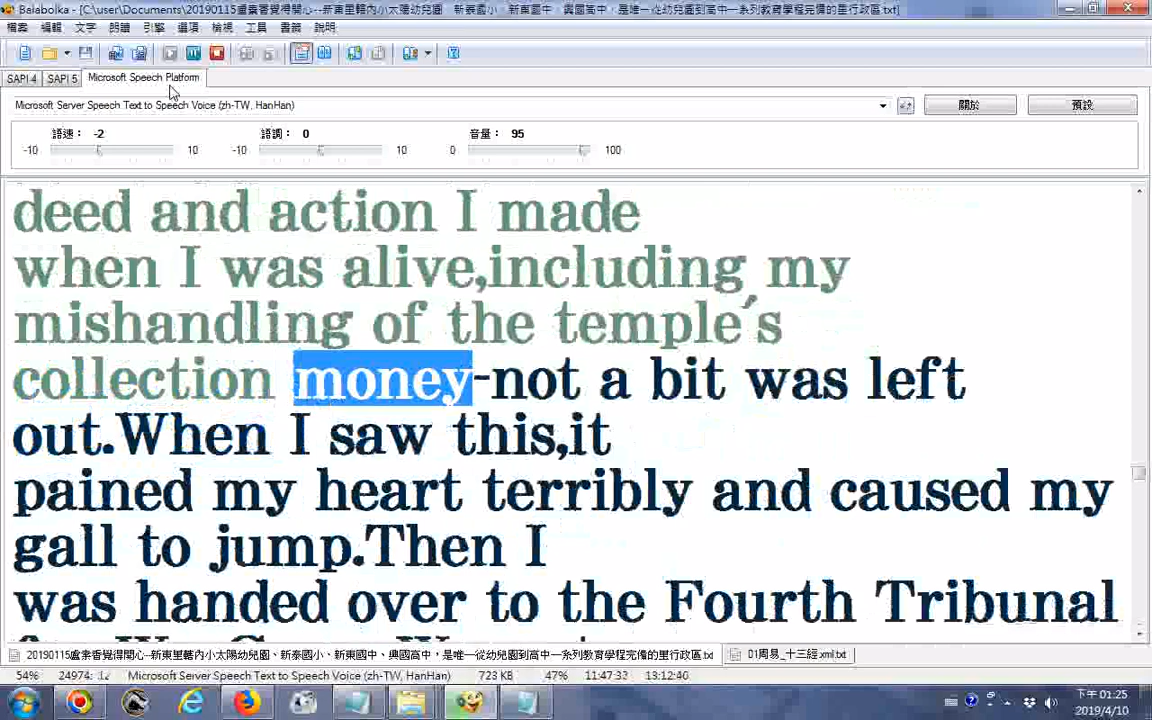 Balabolka - [C:\user\Documents\20190115盧崇香覺得開心--新東里轄內小太陽幼兒園、新泰國小、新東國中、興國高中，是唯一從幼兒園到高中一系列教育學程完備的里行政區.txt]
檔案 編輯 文字 朗讀 引擎 選項 檢視 工具 書籤 說明
SAPI 4 SAPI 5 Microsoft Speech Platform
Microsoft Server Speech Text to Speech Voice (zh-TW, HanHan) 關於 預設
語速： -2 語調： 0 音量： 95
-10 10 -10 10 0 100
deed and action I made
when I was alive,including my
mishandling of the temple′s
collection money-not a bit was left
out.When I saw this,it
pained my heart terribly and caused my
gall to jump.Then I
was handed over to the Fourth Tribunal
20190115盧崇香覺得開心--新東里轄內小太陽幼兒園、新泰國小、新東國中、興國高中，是唯一從幼兒園到高中一系列教育學程完備的里行政區.txt 01周易_十三經.xml.txt
54% Microsoft Server Speech Text to Speech Voice (zh-TW, HanHan) 723 KB 47% 11:47:33 13:12:40
下午 01:25
2019/4/10